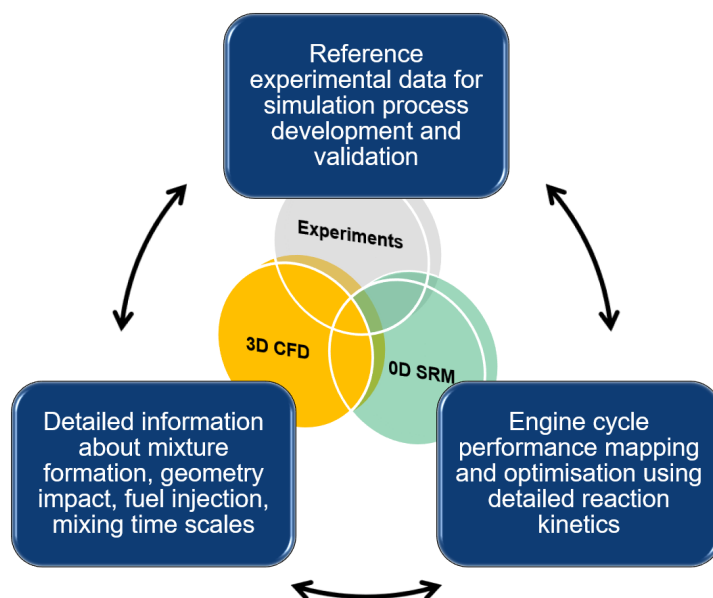 Reference
experimental data for
simulation process
development and
validation
Experiments
3D CFD
0D SRM
Detailed information
about mixture
formation, geometry
impact, fuel injection,
mixing time scales
Engine cycle
performance mapping
and optimisation using
detailed reaction
kinetics